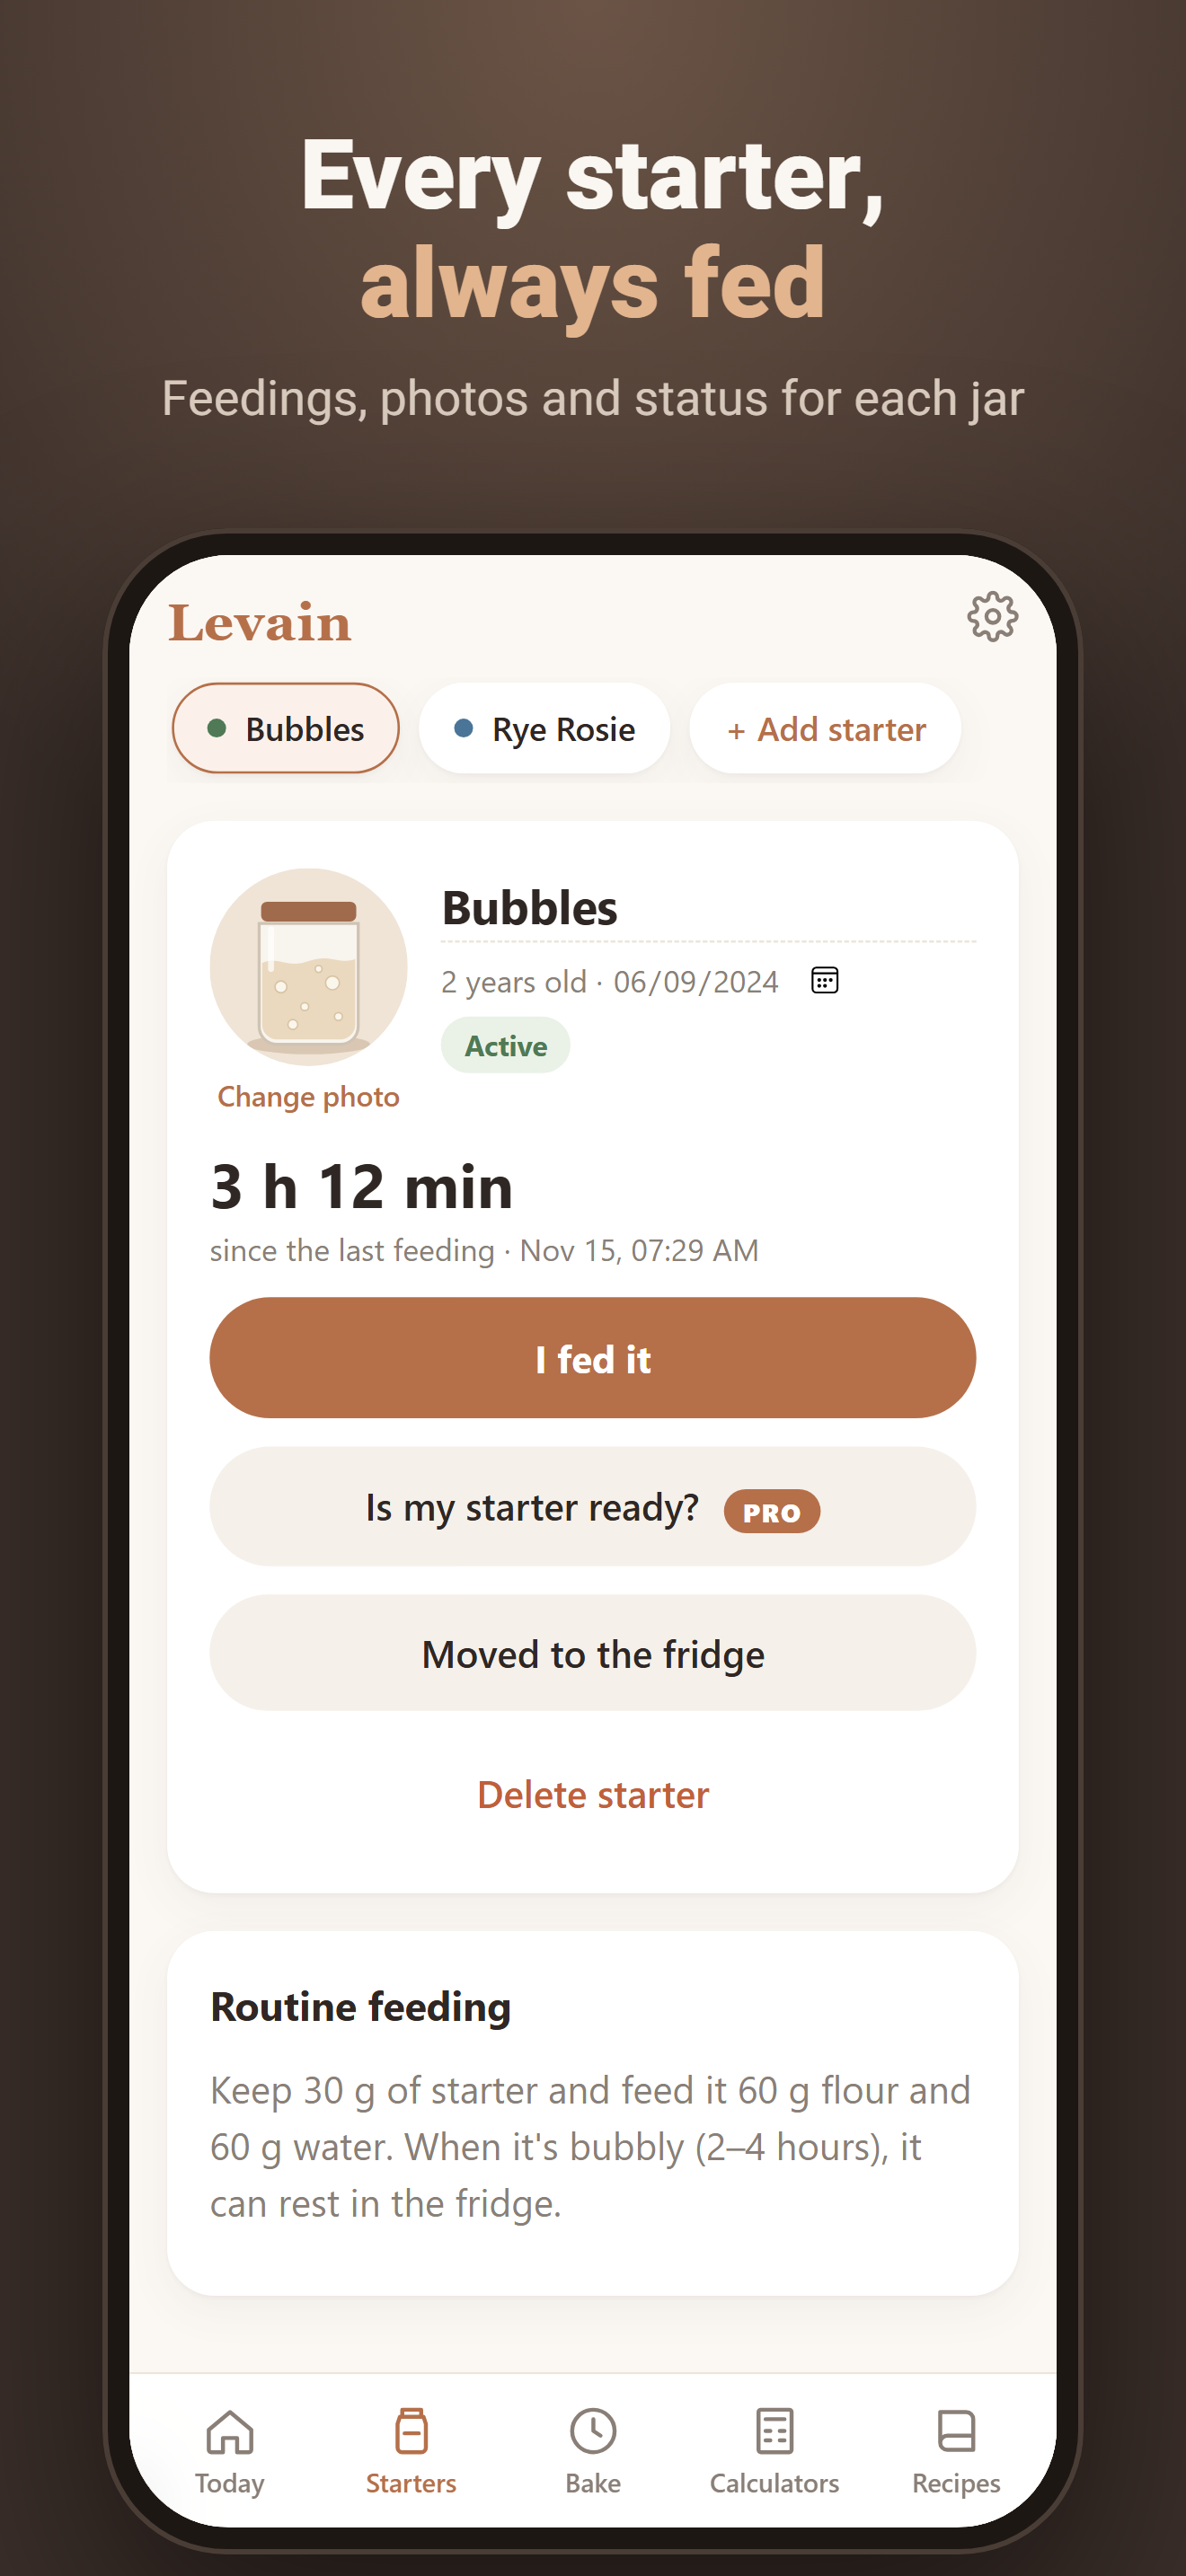 Every starter,
always fed
Feedings, photos and status for each jar
Levain
Bubbles
Rye Rosie
+ Add starter
Bubbles
2 years old · 06/09/2024
Active
Change photo
3 h 12 min
since the last feeding · Nov 15, 07:29 AM
I fed it
Is my starter ready? PRO
Moved to the fridge
Delete starter
Routine feeding
Keep 30 g of starter and feed it 60 g flour and
60 g water. When it's bubbly (2–4 hours), it
can rest in the fridge.
Today
Starters
Bake
Calculators
Recipes